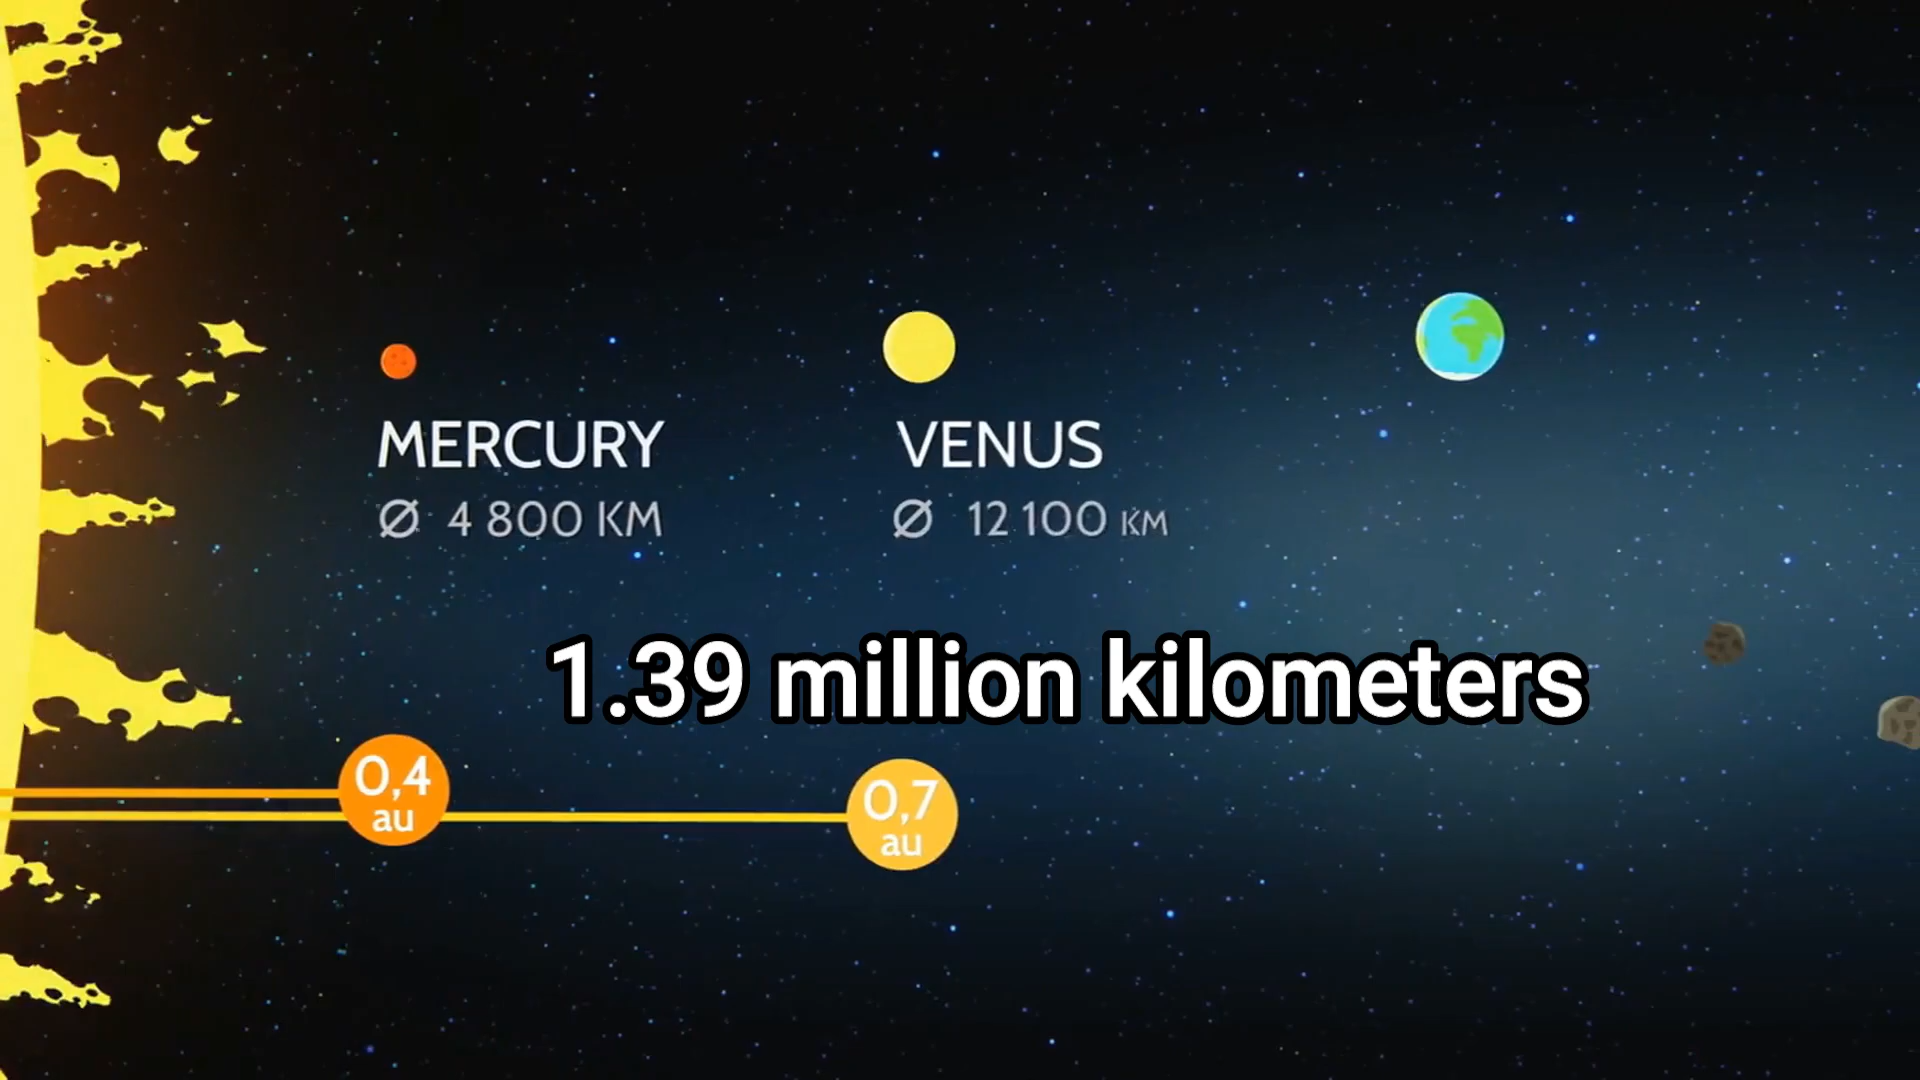 MERCURY
Ø 4 800 KM
VENUS
Ø 12 100 KM
1.39 million kilometers
0,4
au
0,7
au